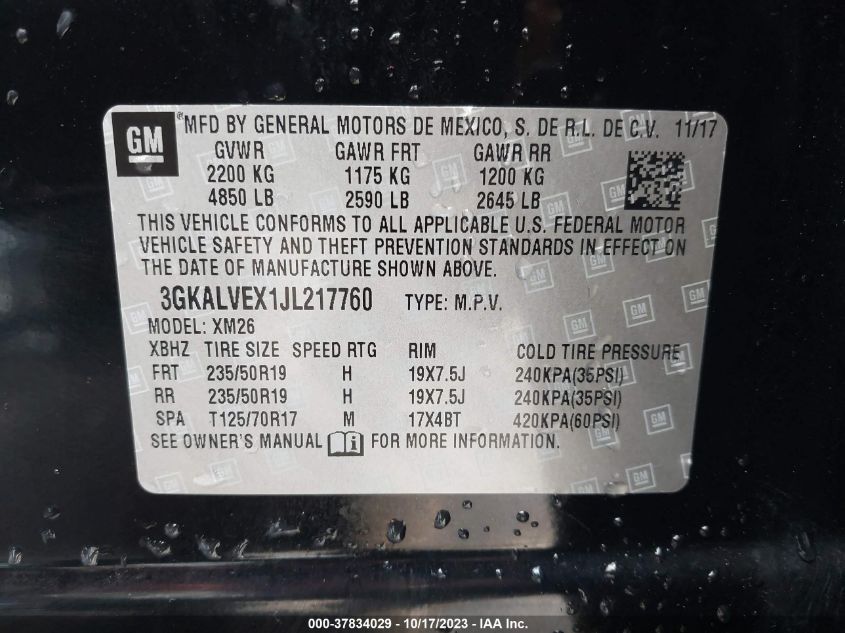 GM ® MFD BY GENERAL MOTORS DE MEXICO, S. DE R.L. DE C.V. 11/17
GVWR GAWR FRT GAWR RR
2200 KG 1175 KG 1200 KG
4850 LB 2590 LB 2645 LB
THIS VEHICLE CONFORMS TO ALL APPLICABLE U.S. FEDERAL MOTOR
VEHICLE SAFETY AND THEFT PREVENTION STANDARDS IN EFFECT ON
THE DATE OF MANUFACTURE SHOWN ABOVE.
3GKALVEX1JL217760 TYPE: M.P.V.
MODEL: XM26
XBHZ TIRE SIZE SPEED RTG RIM COLD TIRE PRESSURE
FRT 235/50R19 H 19X7.5J 240KPA(35PSI)
RR 235/50R19 H 19X7.5J 240KPA(35PSI)
SPA T125/70R17 M 17X4BT 420KPA(60PSI)
SEE OWNER'S MANUAL i FOR MORE INFORMATION.
000-37834029 - 10/17/2023 - IAA Inc.